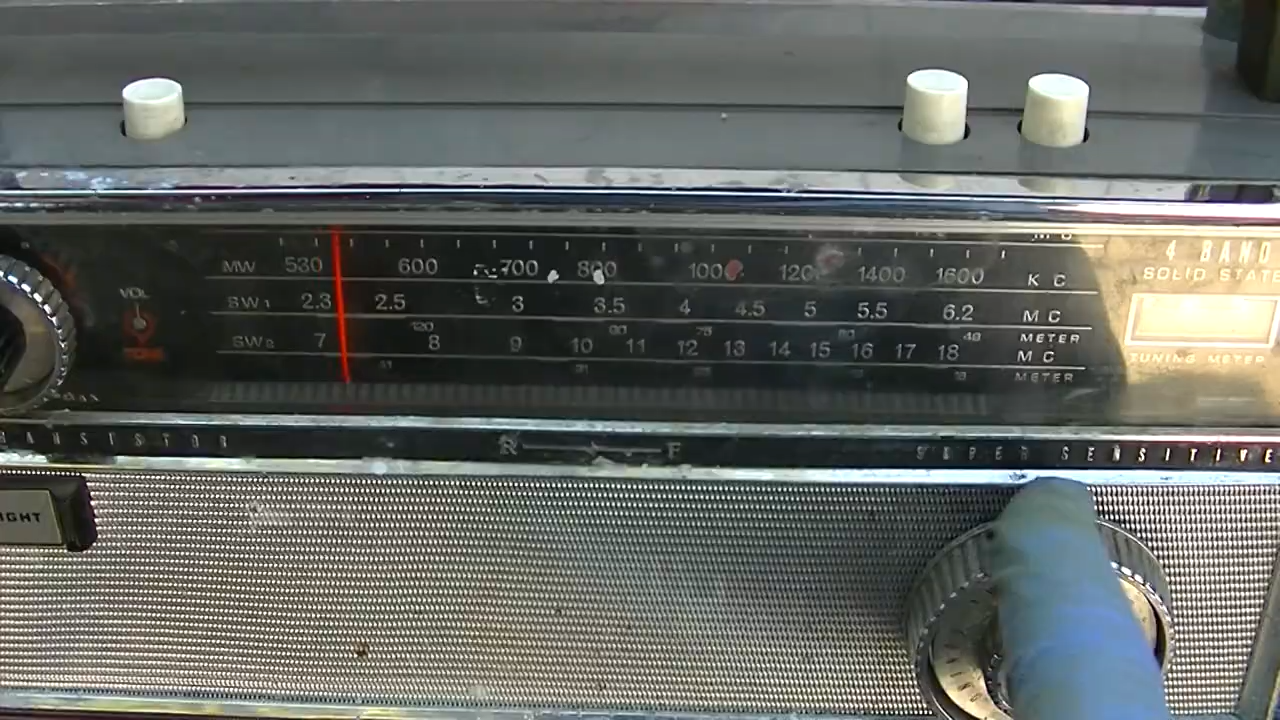 4 BAND
SOLID STATE
MW 530 600 700 800 1000 1200 1400 1600 KC
VOL
SW1 2.3 2.5 3 3.5 4 4.5 5 5.5 6.2 MC
120 90 75 60 49 METER
SW2 7 8 9 10 11 12 13 14 15 16 17 18 MC
METER
TUNING METER
TONE
RANSISTOR R F SUPER SENSITIVE
IGHT